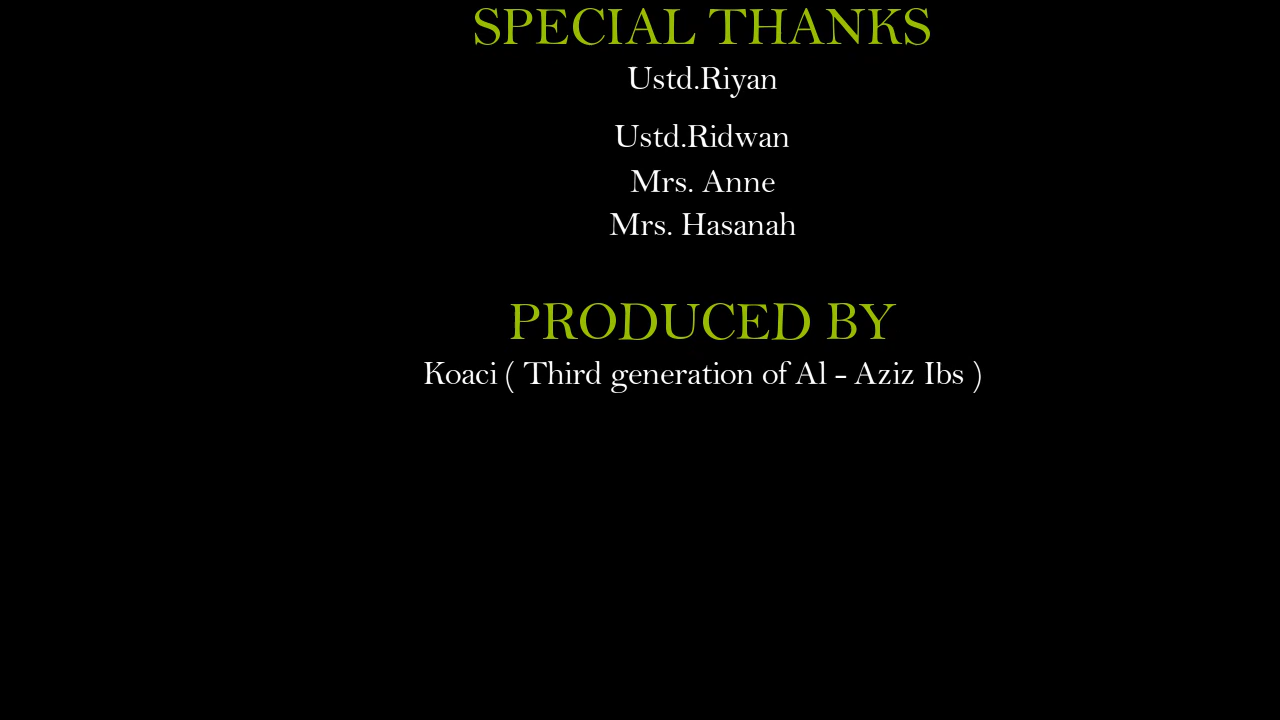 SPECIAL THANKS
Ustd.Riyan
Ustd.Ridwan
Mrs. Anne
Mrs. Hasanah
PRODUCED BY
Koaci ( Third generation of Al - Aziz Ibs )